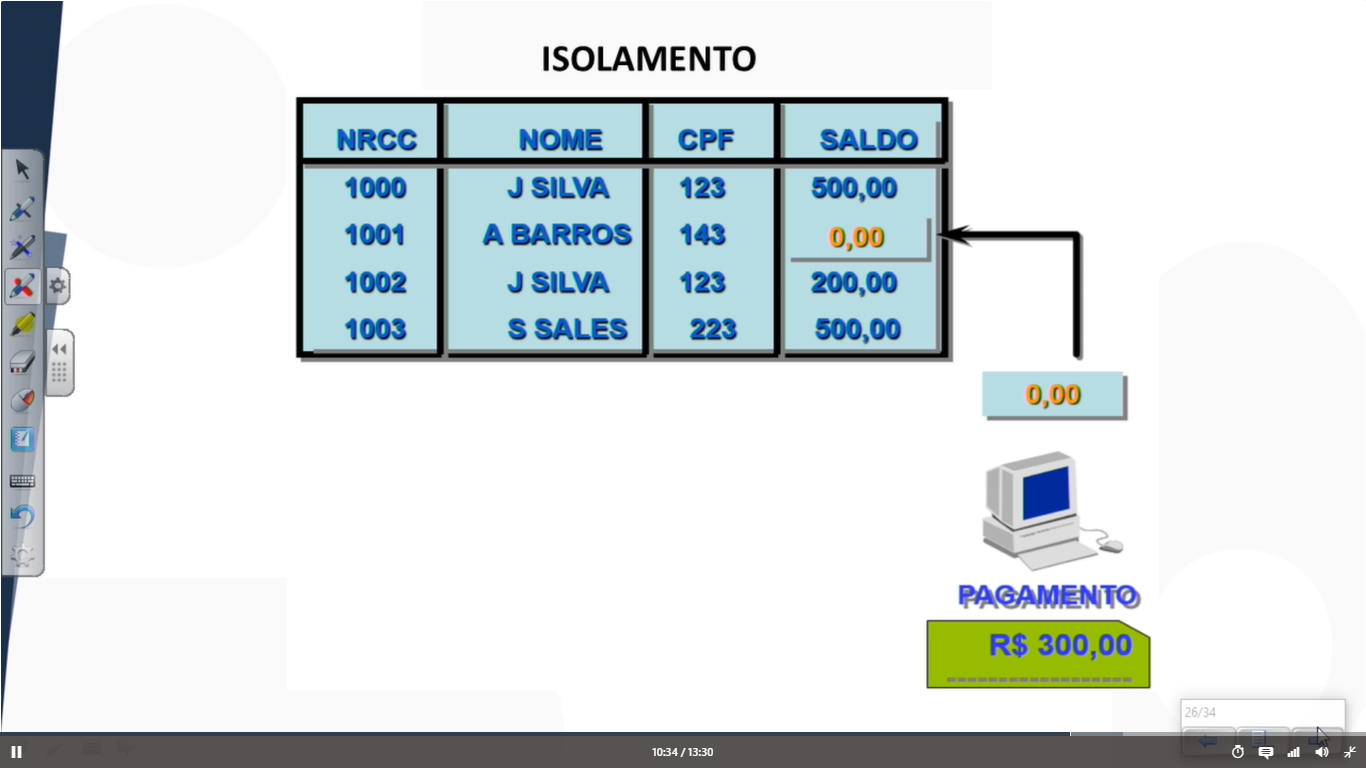 ISOLAMENTO
NRCC NOME CPF SALDO
1000 J SILVA 123 500,00
1001 A BARROS 143 0,00
1002 J SILVA 123 200,00
1003 S SALES 223 500,00
0,00
PAGAMENTO
R$ 300,00
26/34
10:34 / 13:30